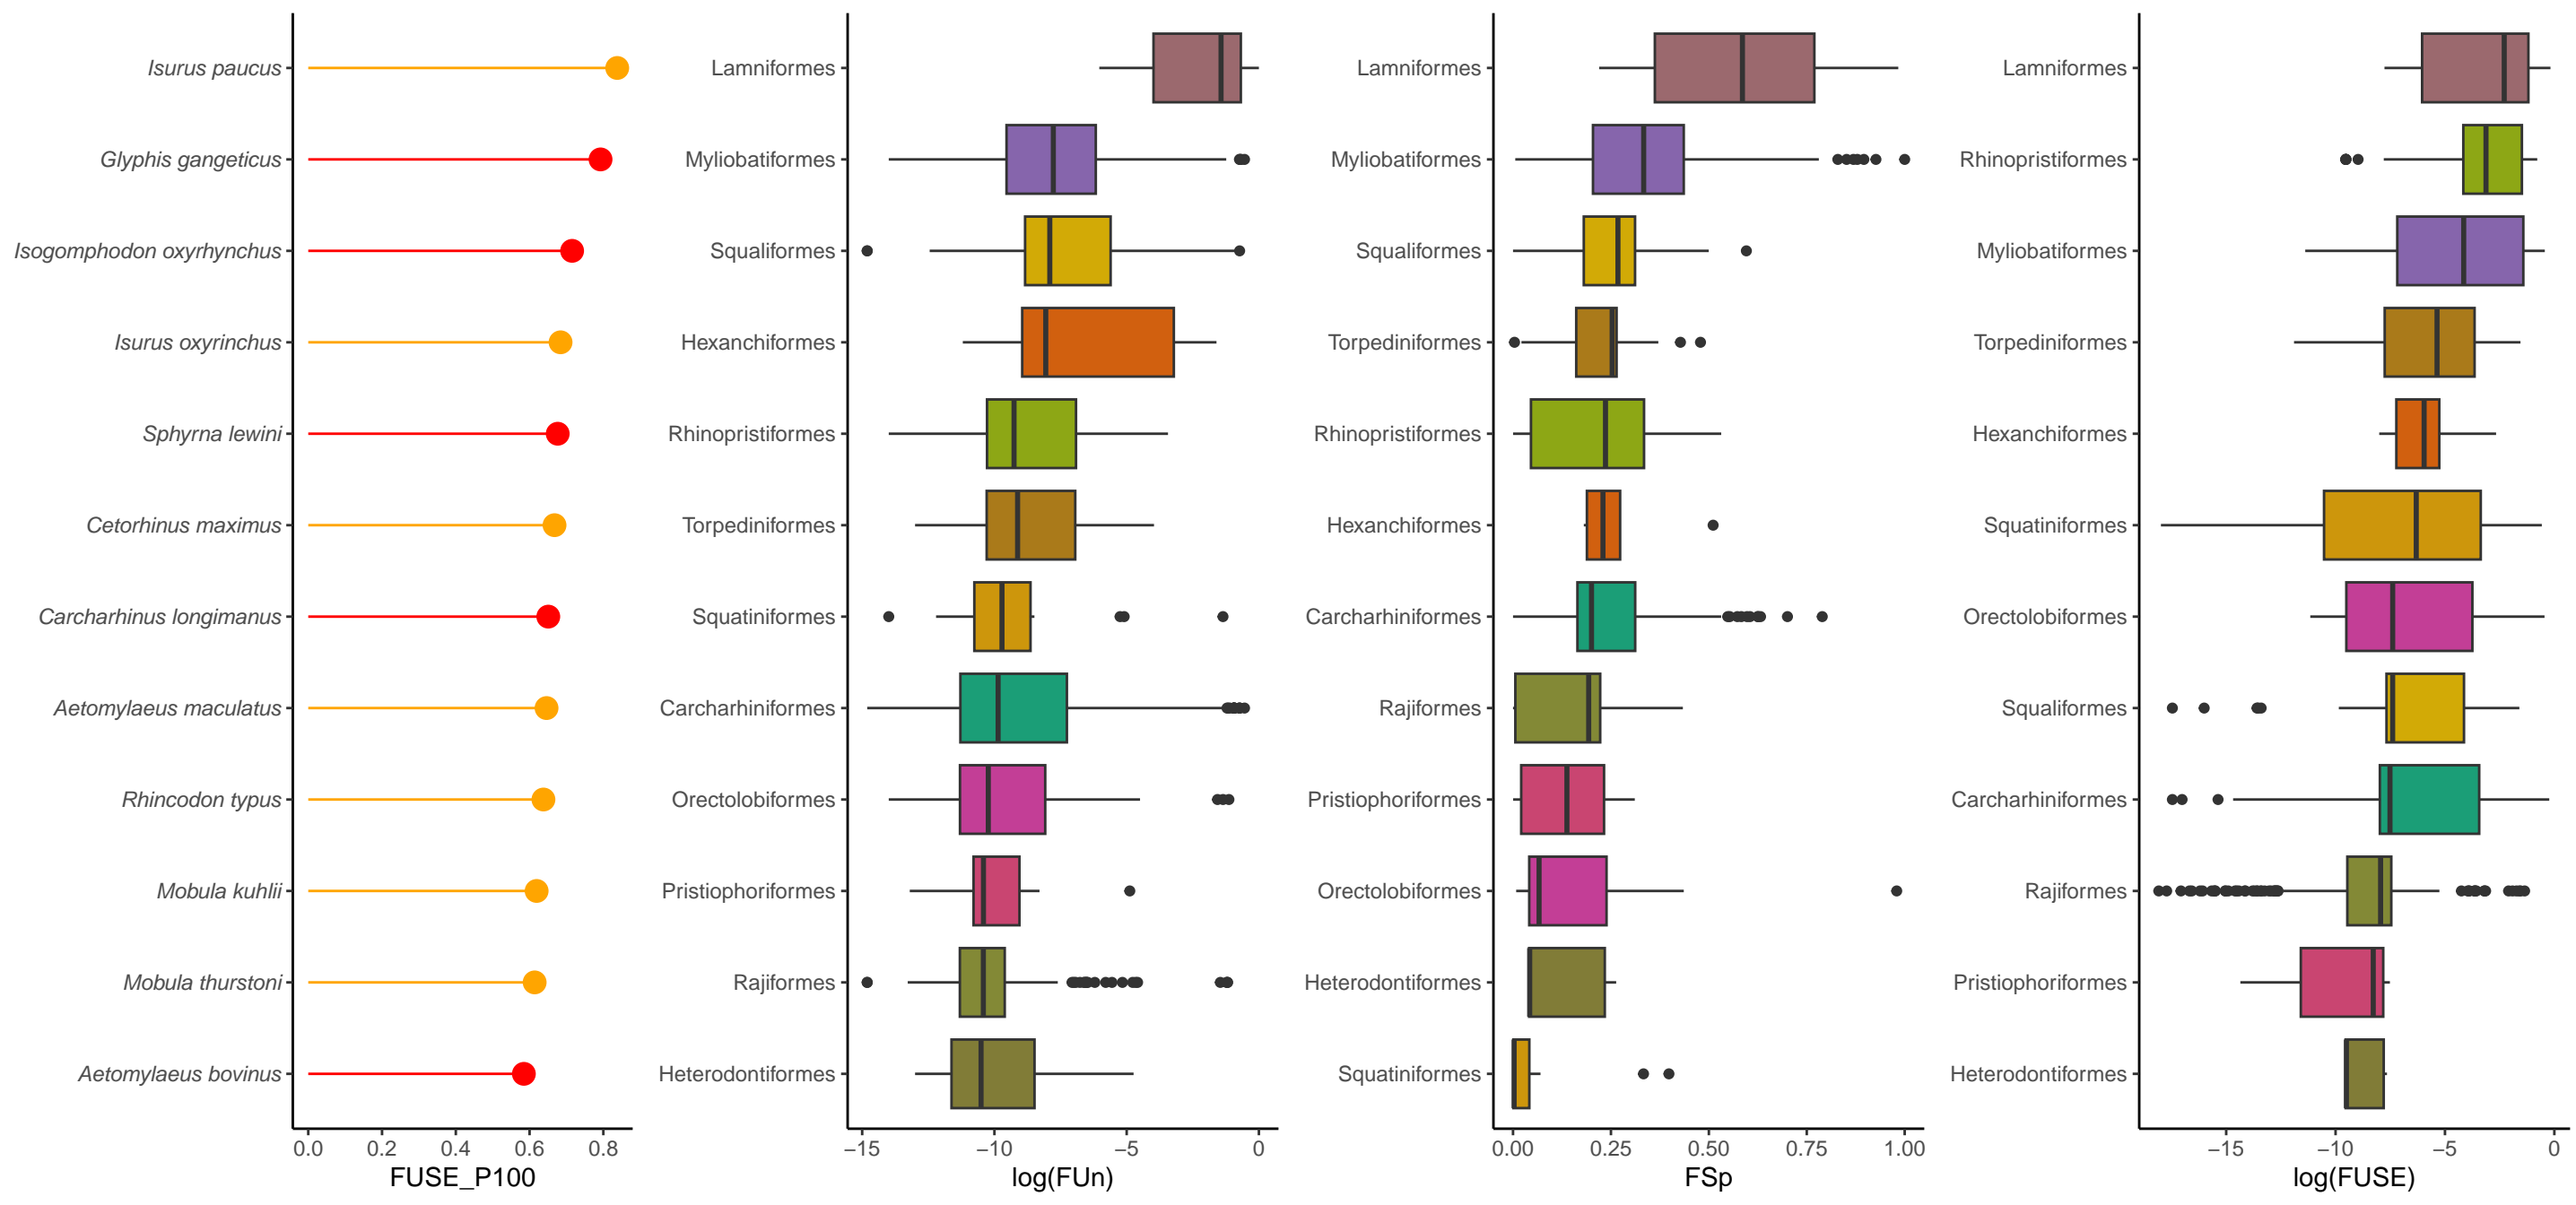 Isurus paucus
Glyphis gangeticus
Isogomphodon oxyrhynchus
Isurus oxyrinchus
Sphyrna lewini
Cetorhinus maximus
Carcharhinus longimanus
Aetomylaeus maculatus
Rhincodon typus
Mobula kuhlii
Mobula thurstoni
Aetomylaeus bovinus
0.0 0.2 0.4 0.6 0.8
FUSE_P100
Lamniformes
Myliobatiformes
Squaliformes
Hexanchiformes
Rhinopristiformes
Torpediniformes
Squatiniformes
Carcharhiniformes
Orectolobiformes
Pristiophoriformes
Rajiformes
Heterodontiformes
−15 −10 −5 0
log(FUn)
Lamniformes
Myliobatiformes
Squaliformes
Torpediniformes
Rhinopristiformes
Hexanchiformes
Carcharhiniformes
Rajiformes
Pristiophoriformes
Orectolobiformes
Heterodontiformes
Squatiniformes
0.00 0.25 0.50 0.75 1.00
FSp
Lamniformes
Rhinopristiformes
Myliobatiformes
Torpediniformes
Hexanchiformes
Squatiniformes
Orectolobiformes
Squaliformes
Carcharhiniformes
Rajiformes
Pristiophoriformes
Heterodontiformes
−15 −10 −5 0
log(FUSE)